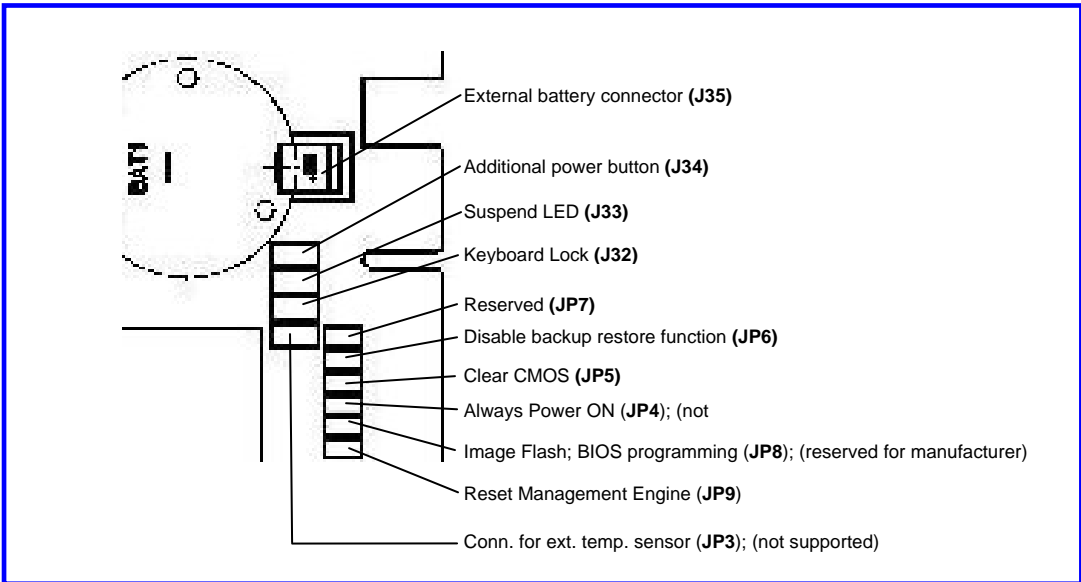 External battery connector (J35)
BAT1
Additional power button (J34)
Suspend LED (J33)
Keyboard Lock (J32)
Reserved (JP7)
Disable backup restore function (JP6)
Clear CMOS (JP5)
Always Power ON (JP4); (not
Image Flash; BIOS programming (JP8); (reserved for manufacturer)
Reset Management Engine (JP9)
Conn. for ext. temp. sensor (JP3); (not supported)